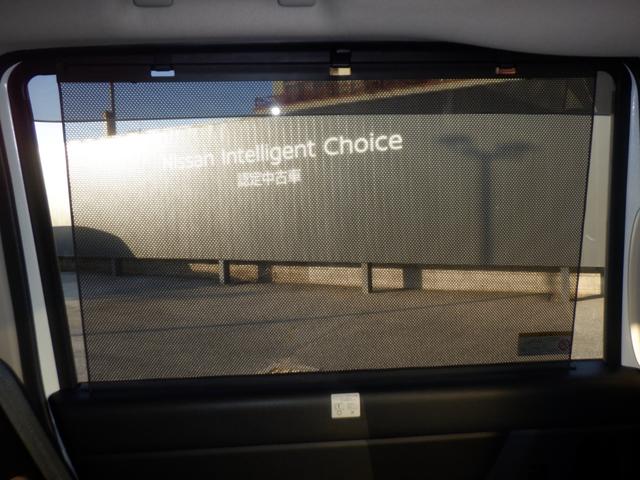 Nissan Intelligent Choice
認定中古車